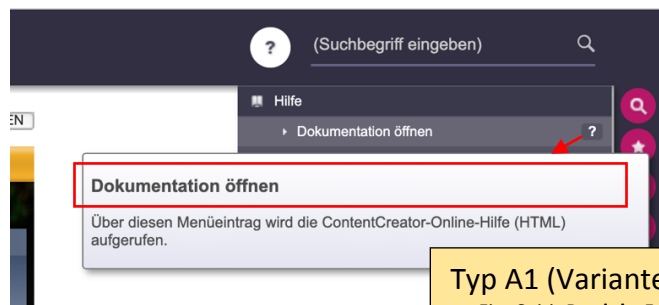 ?
(Suchbegriff eingeben)
Hilfe
EN
Dokumentation öffnen
?
Dokumentation öffnen
Über diesen Menüeintrag wird die ContentCreator-Online-Hilfe (HTML)
aufgerufen.
Typ A1 (Variante